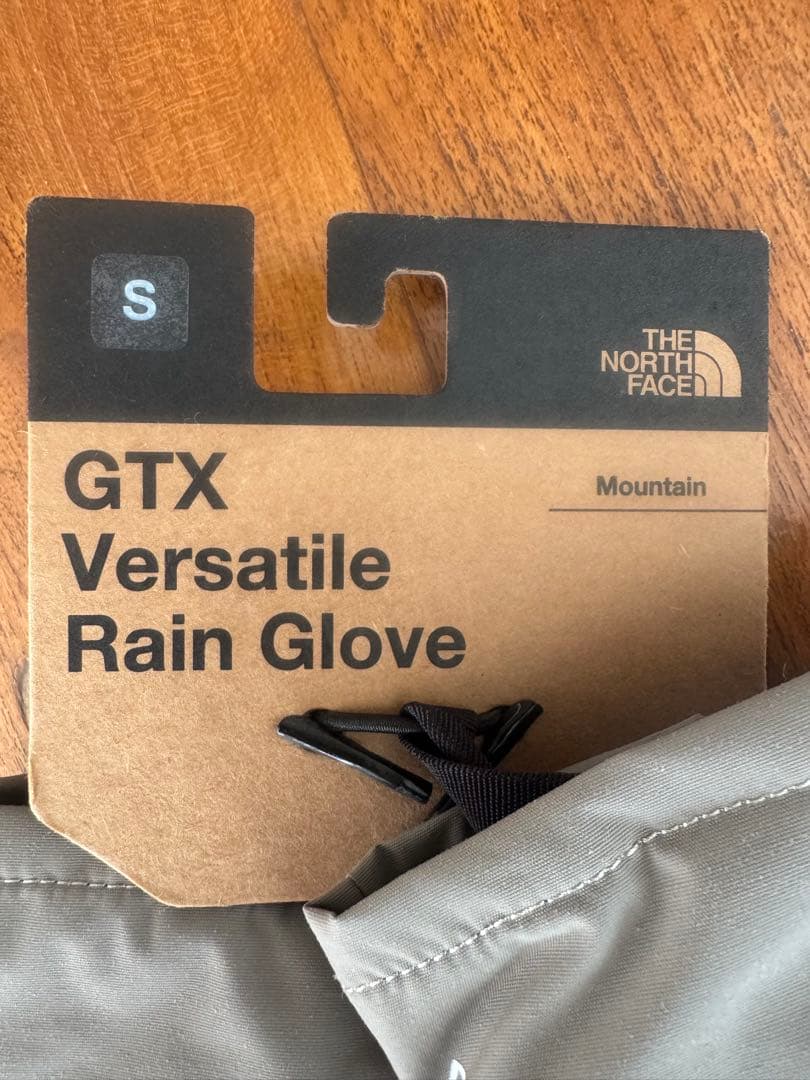 S
THE
NORTH
FACE
GTX
Versatile
Rain Glove
Mountain